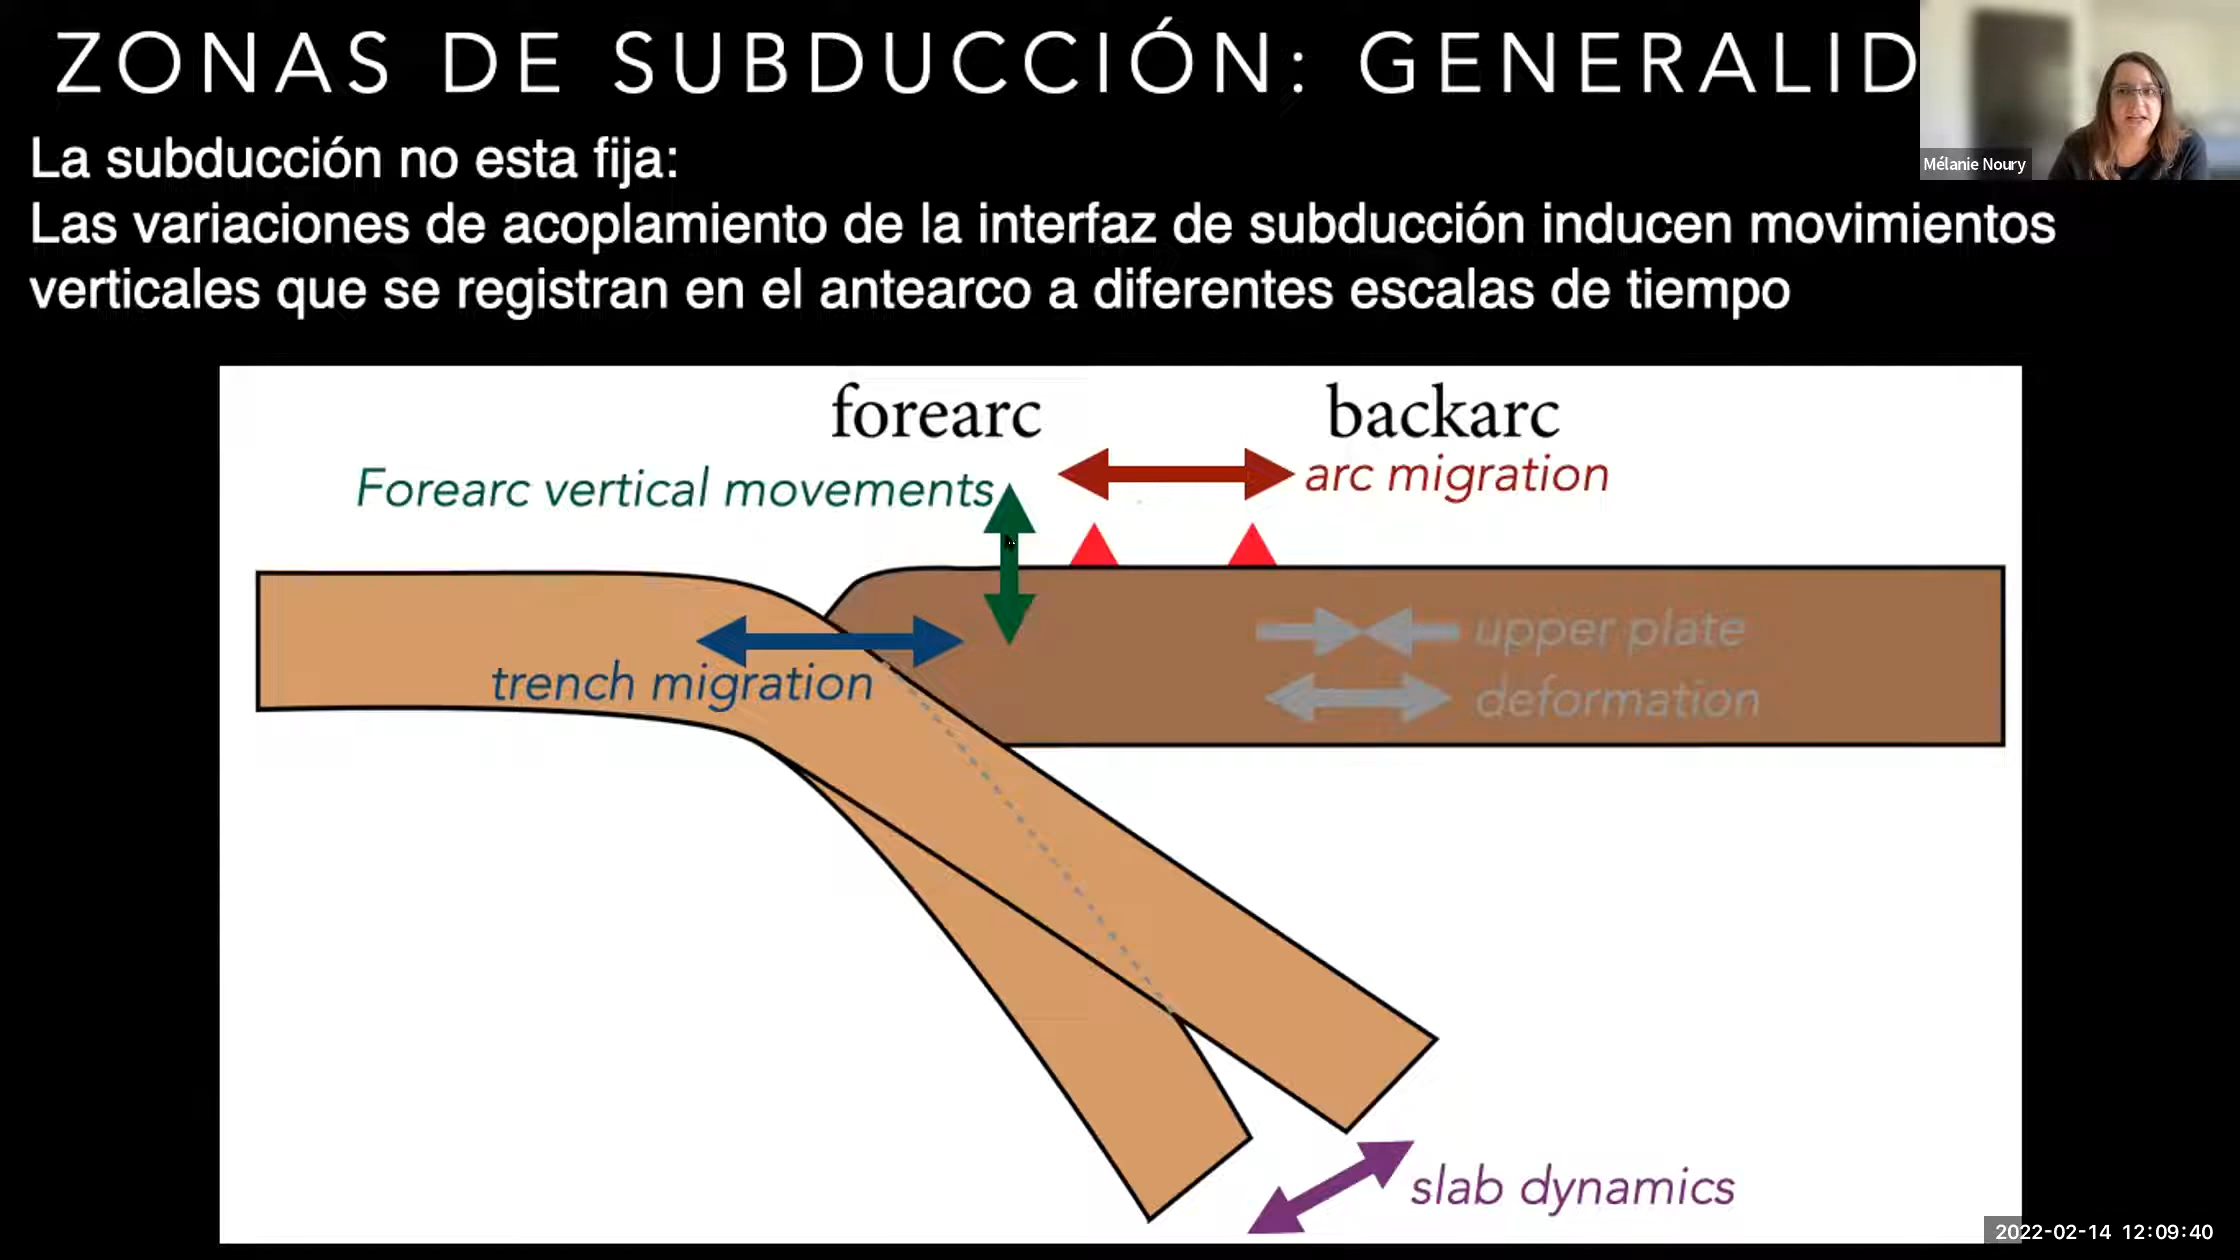 ZONAS DE SUBDUCCIÓN: GENERALID
Mélanie Noury
La subducción no esta fija:
Las variaciones de acoplamiento de la interfaz de subducción inducen movimientos
verticales que se registran en el antearco a diferentes escalas de tiempo
forearc
backarc
Forearc vertical movements
arc migration
trench migration
upper plate
deformation
slab dynamics
2022-02-14 12:09:40